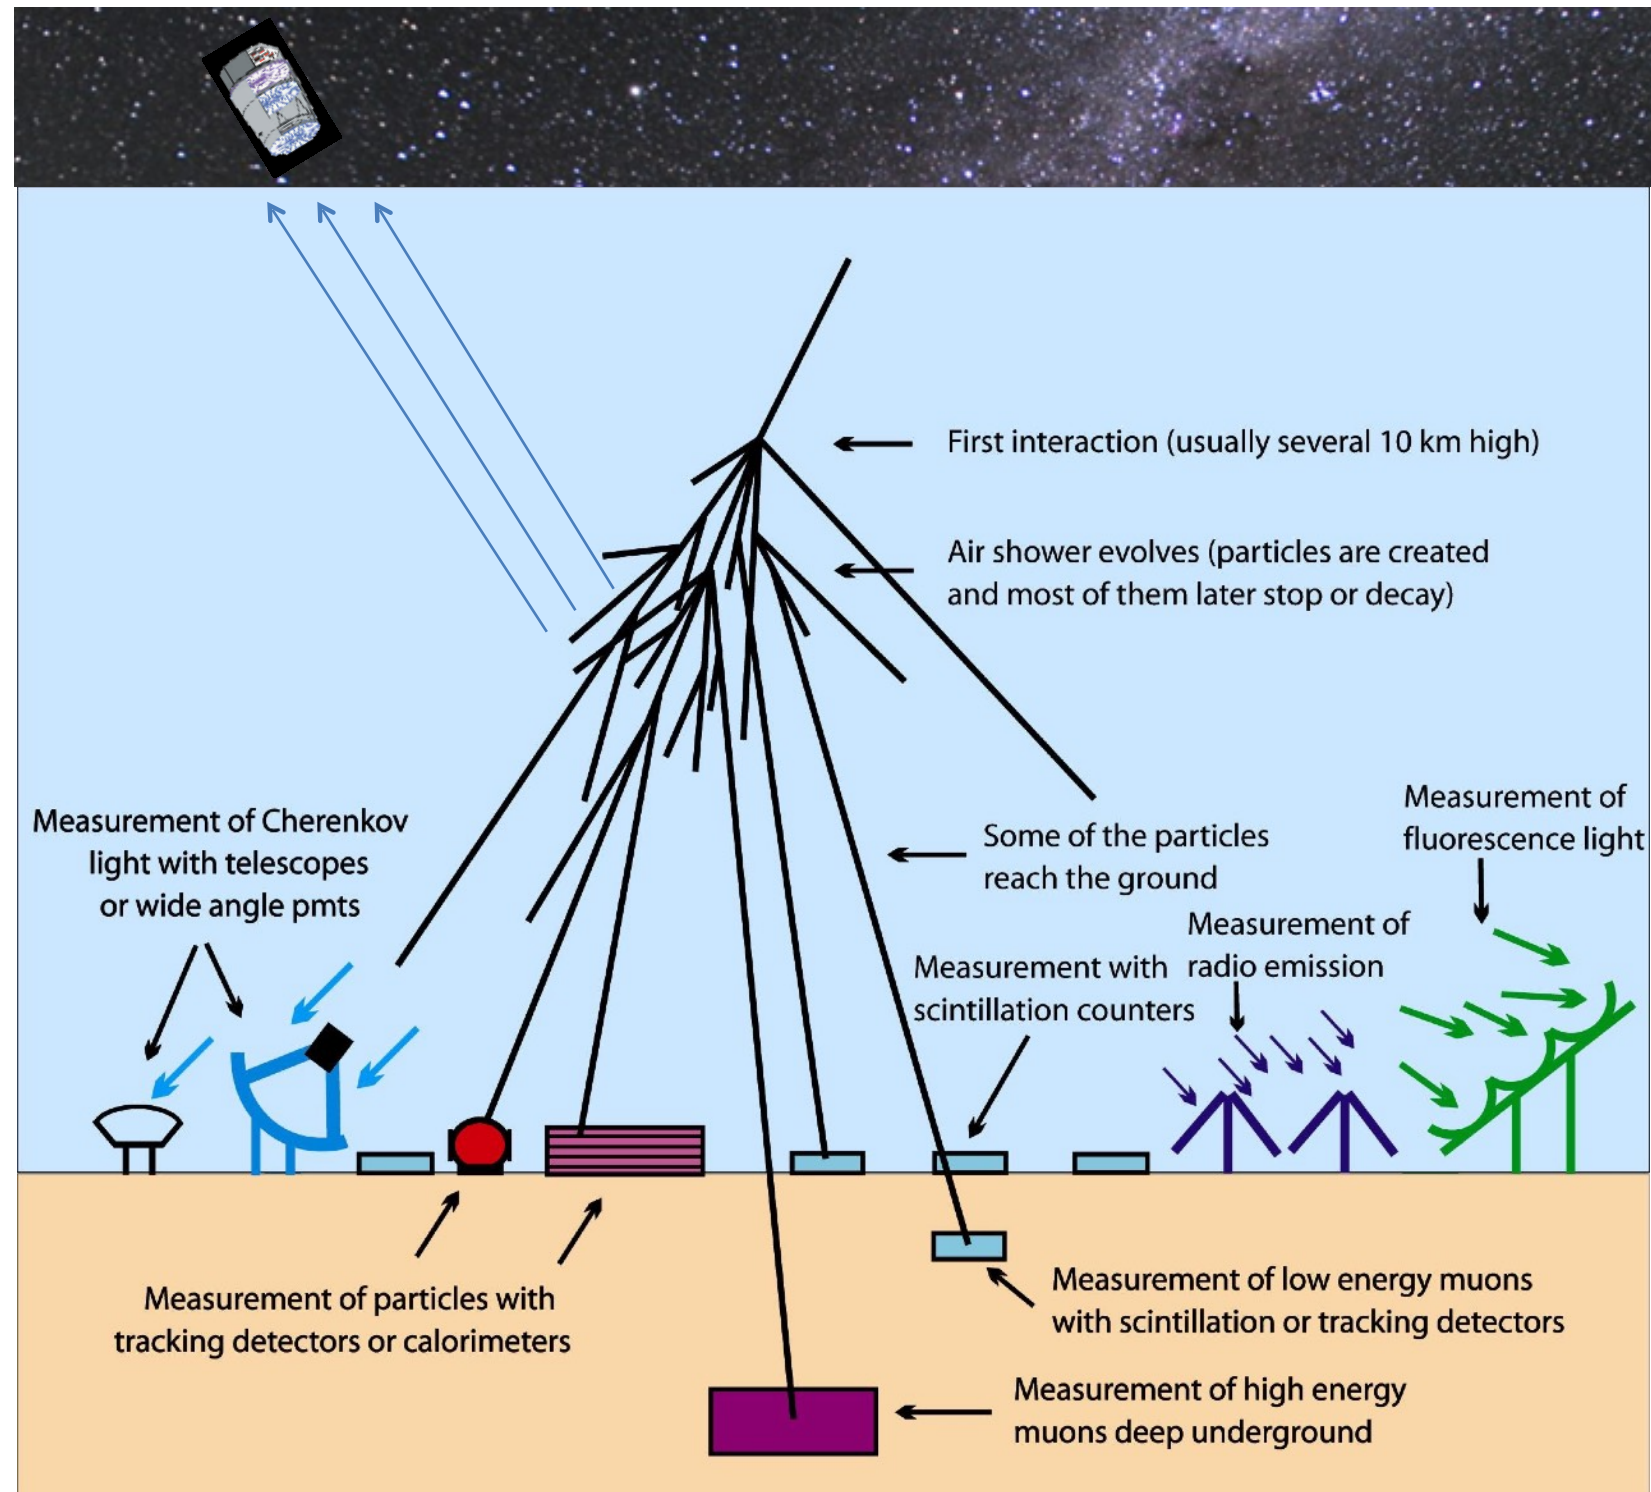 First interaction (usually several 10 km high)
Air shower evolves (particles are created
and most of them later stop or decay)
Measurement of Cherenkov
light with telescopes
or wide angle pmts
Some of the particles
reach the ground
Measurement of
fluorescence light
Measurement with
scintillation counters
Measurement of
radio emission
Measurement of particles with
tracking detectors or calorimeters
Measurement of low energy muons
with scintillation or tracking detectors
Measurement of high energy
muons deep underground